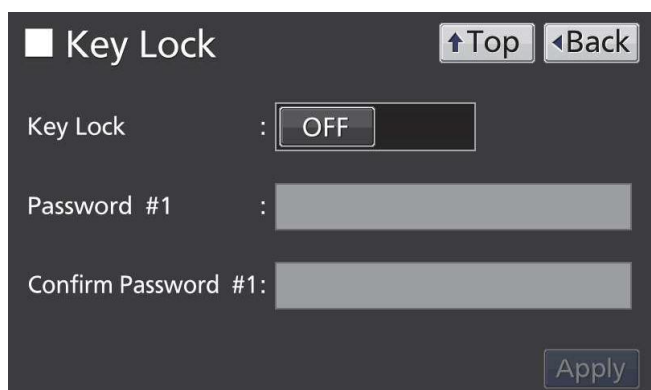 Key Lock
↑Top
◂Back
Key Lock : OFF
Password #1 :
Confirm Password #1:
Apply